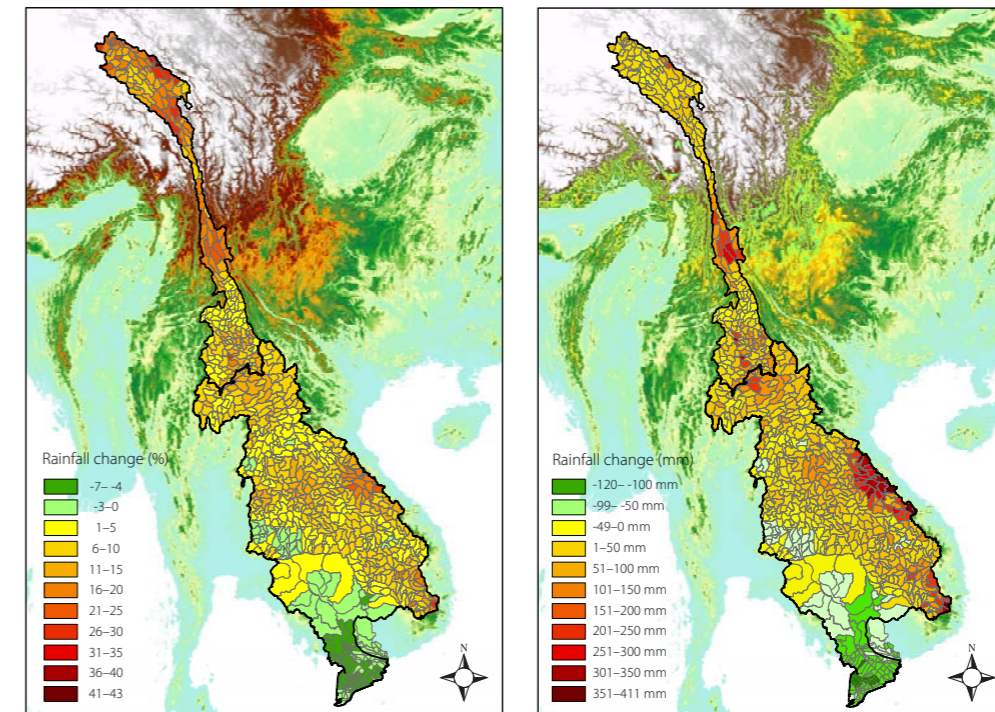 Rainfall change (%)
-7– -4
-3–0
1–5
6–10
11–15
16–20
21–25
26–30
31–35
36–40
41–43
N
Rainfall change (mm)
-120– -100 mm
-99– -50 mm
-49–0 mm
1–50 mm
51–100 mm
101–150 mm
151–200 mm
201–250 mm
251–300 mm
301–350 mm
351–411 mm
N